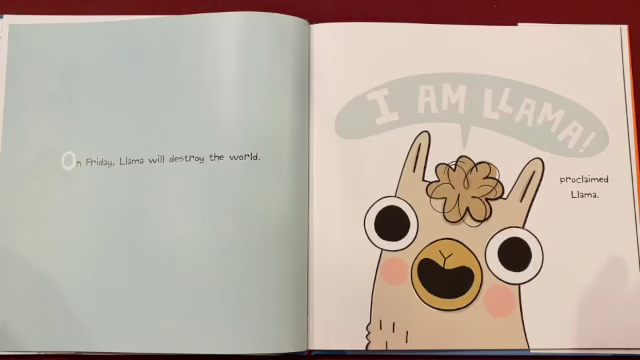 On Friday, Llama will destroy the world.
I AM LLAMA!
proclaimed
Llama.